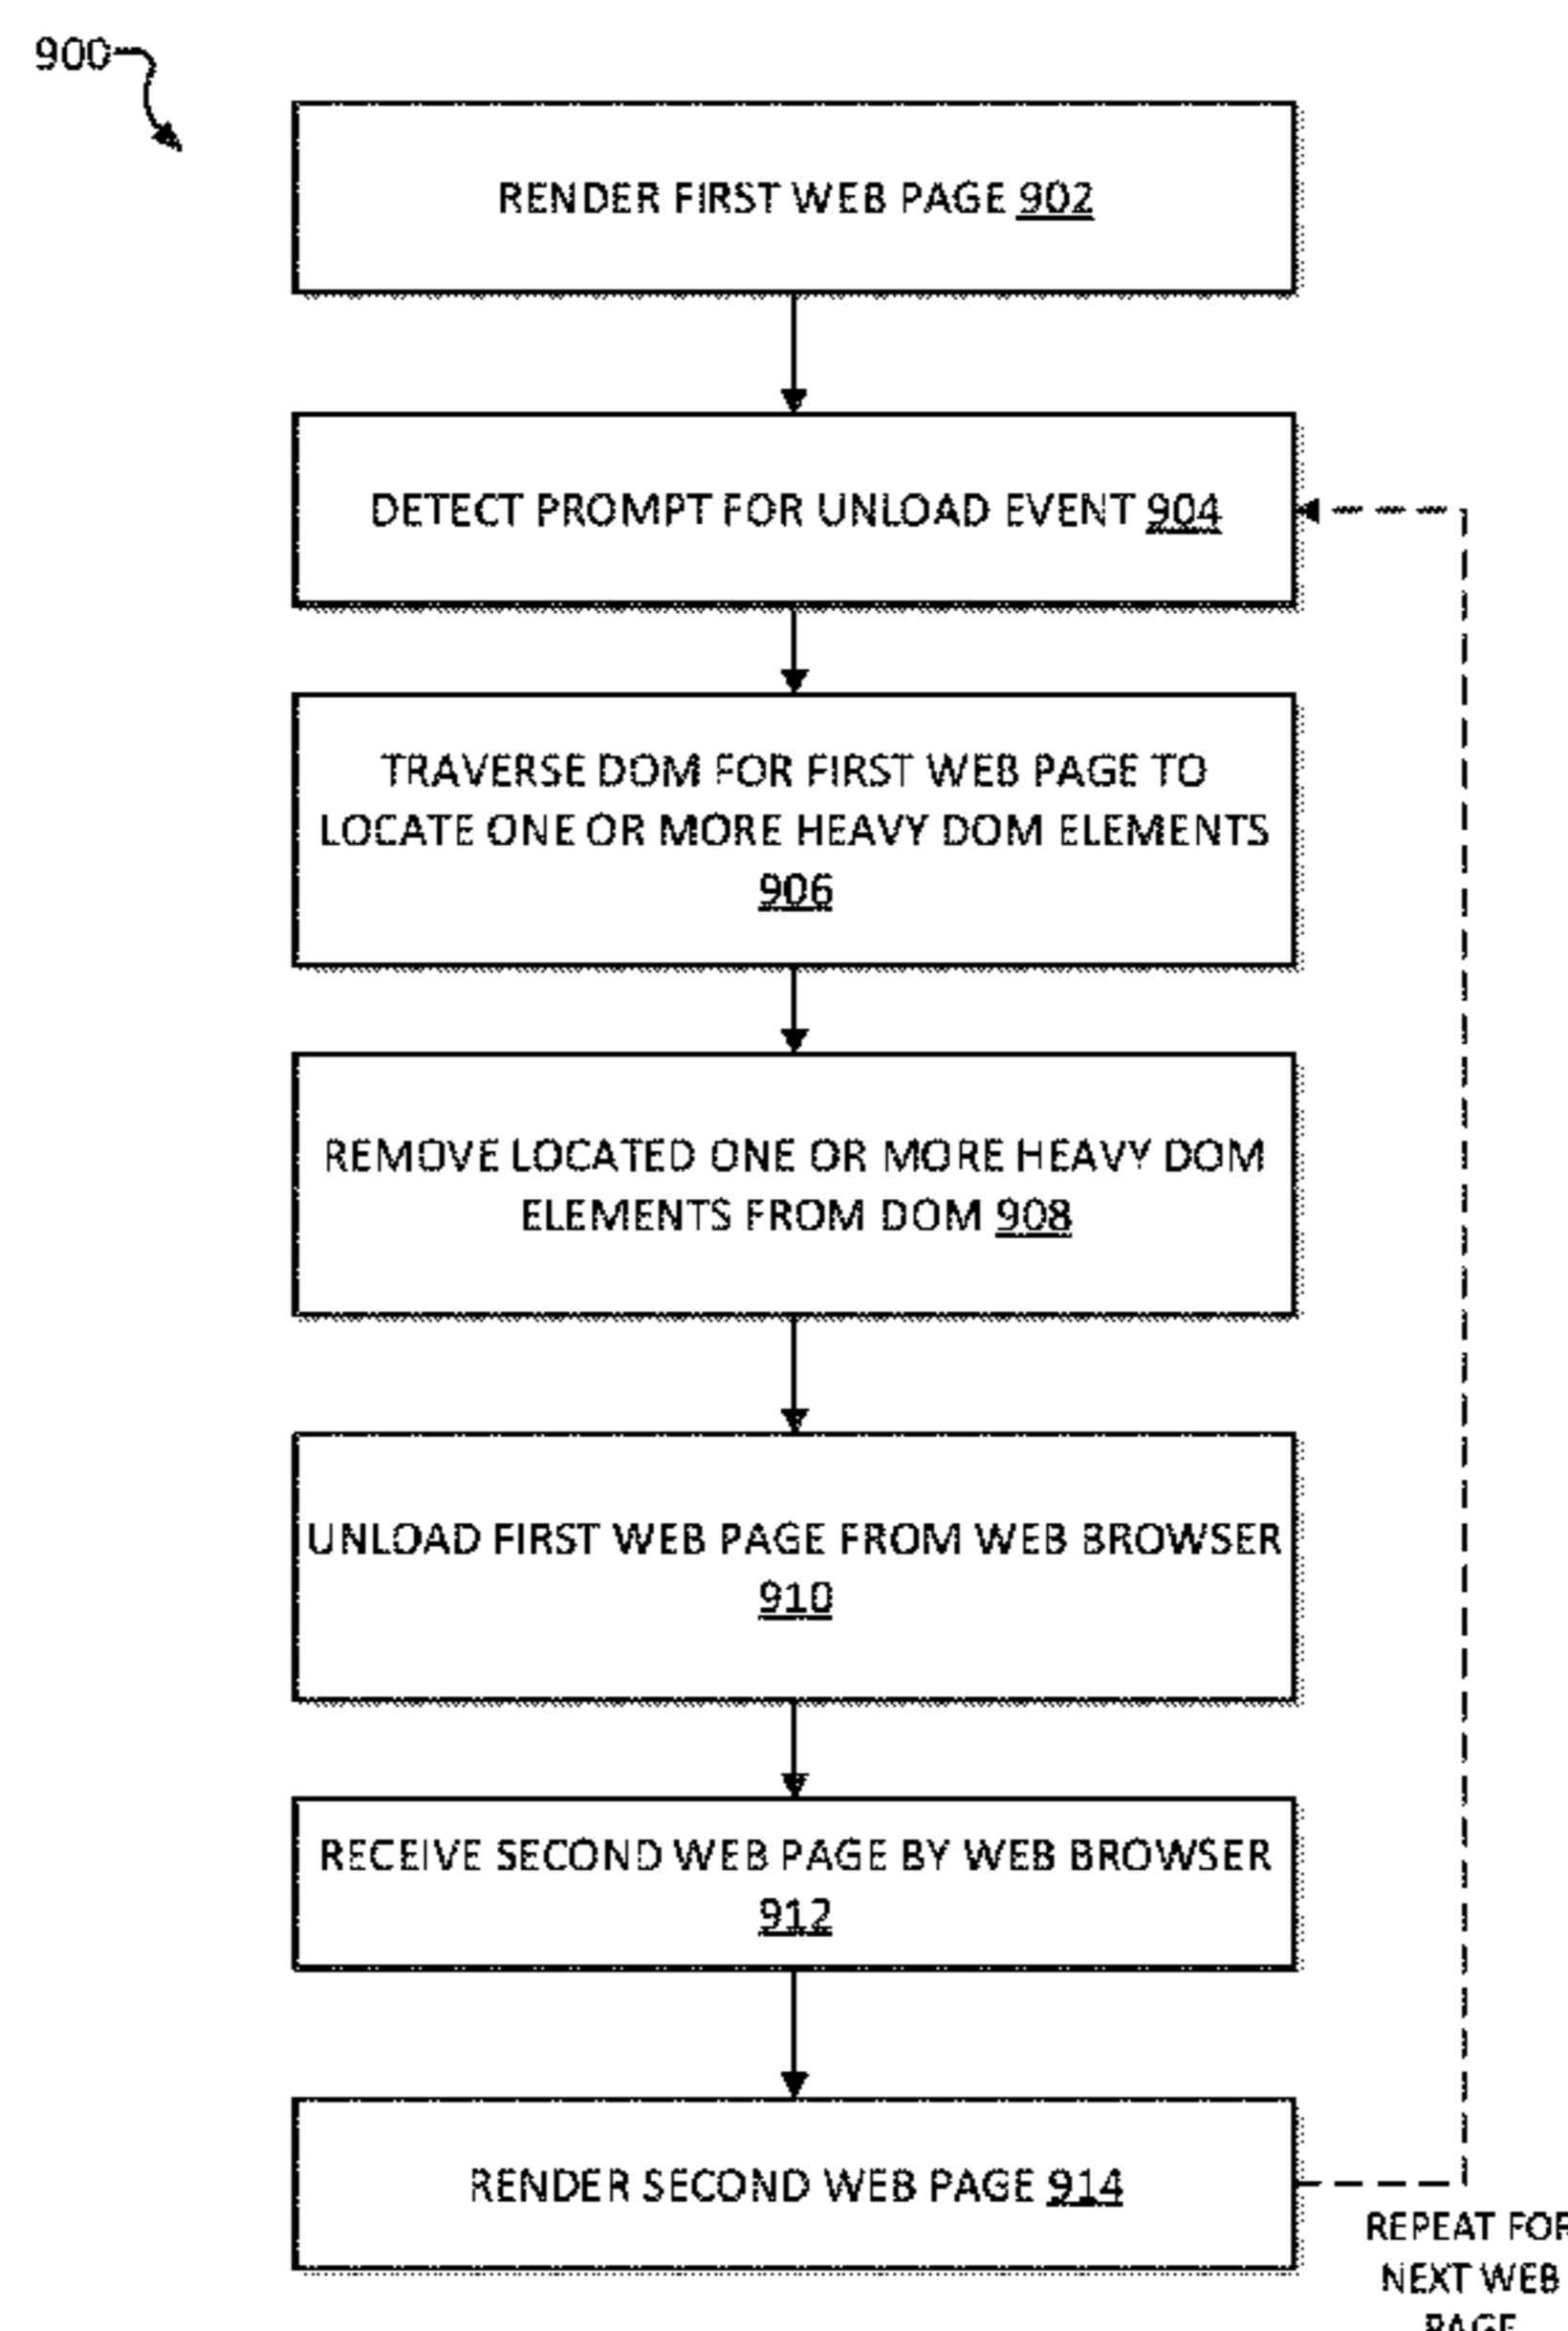 900
RENDER FIRST WEB PAGE 902
DETECT PROMPT FOR UNLOAD EVENT 904
TRAVERSE DOM FOR FIRST WEB PAGE TO
LOCATE ONE OR MORE HEAVY DOM ELEMENTS
906
REMOVE LOCATED ONE OR MORE HEAVY DOM
ELEMENTS FROM DOM 908
UNLOAD FIRST WEB PAGE FROM WEB BROWSER
910
RECEIVE SECOND WEB PAGE BY WEB BROWSER
912
RENDER SECOND WEB PAGE 914
REPEAT FOR
NEXT WEB
PAGE